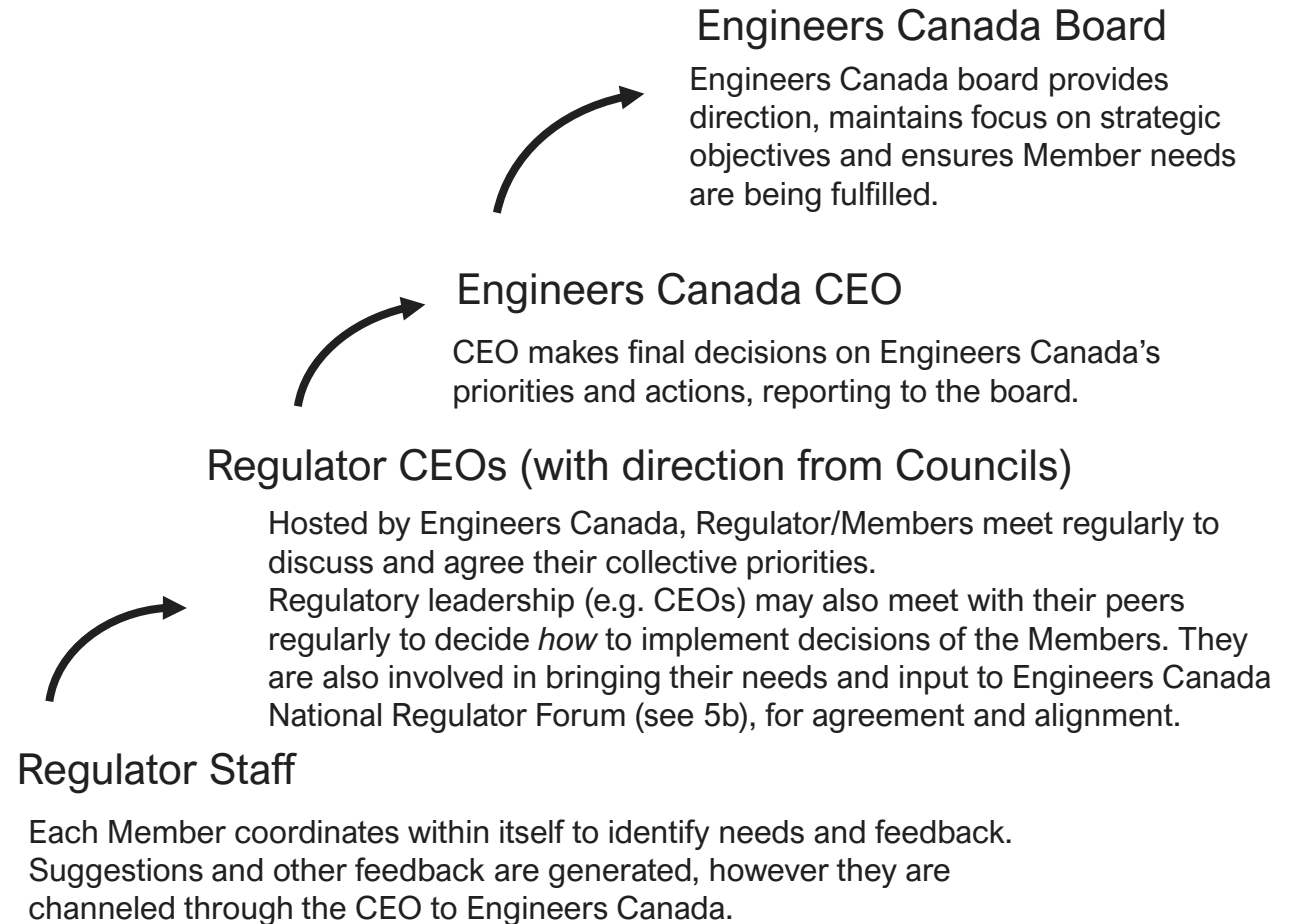 Engineers Canada Board
Engineers Canada board provides
direction, maintains focus on strategic
objectives and ensures Member needs
are being fulfilled.
Engineers Canada CEO
CEO makes final decisions on Engineers Canada’s
priorities and actions, reporting to the board.
Regulator CEOs (with direction from Councils)
Hosted by Engineers Canada, Regulator/Members meet regularly to
discuss and agree their collective priorities.
Regulatory leadership (e.g. CEOs) may also meet with their peers
regularly to decide how to implement decisions of the Members. They
are also involved in bringing their needs and input to Engineers Canada
National Regulator Forum (see 5b), for agreement and alignment.
Regulator Staff
Each Member coordinates within itself to identify needs and feedback.
Suggestions and other feedback are generated, however they are
channeled through the CEO to Engineers Canada.